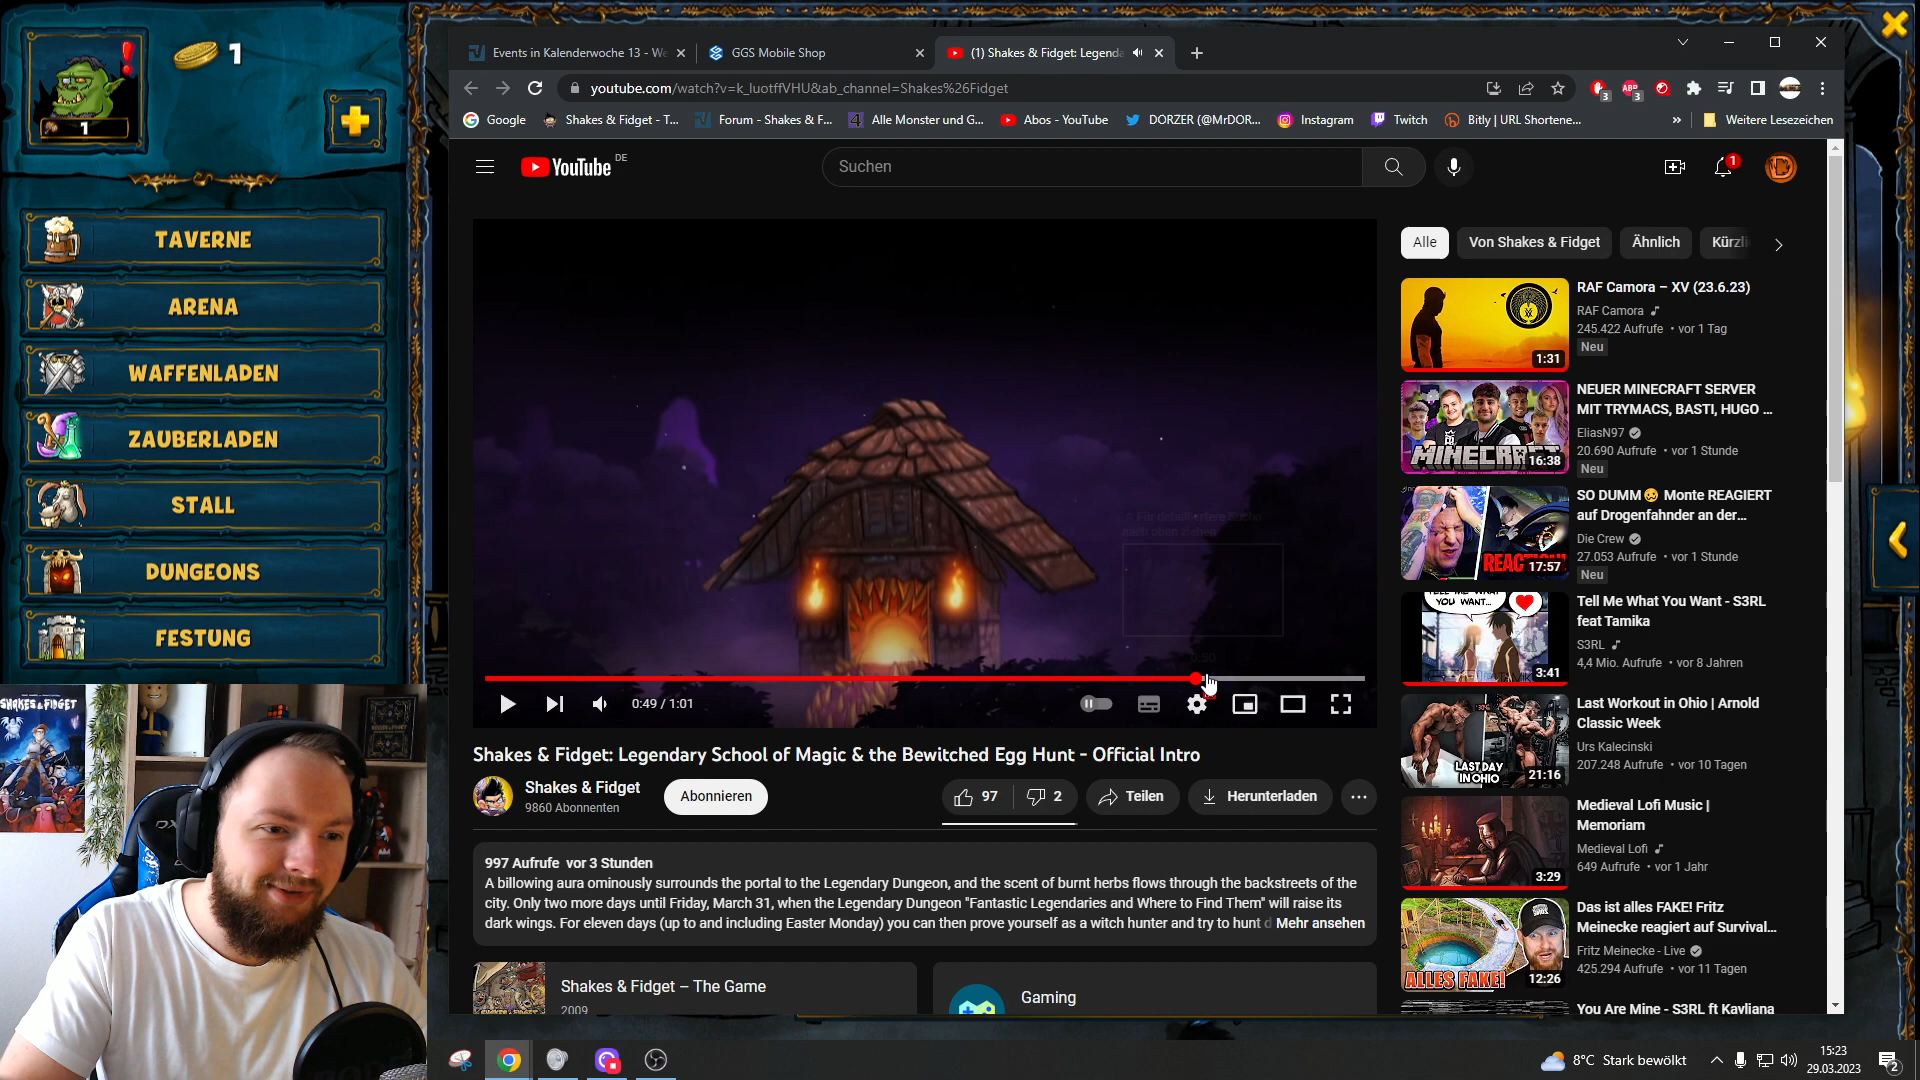 1
1
TAVERNE
ARENA
WAFFENLADEN
ZAUBERLADEN
STALL
DUNGEONS
FESTUNG
SHAKES & FIDGET
Events in Kalenderwoche 13 - We
GGS Mobile Shop
(1) Shakes & Fidget: Legenda
youtube.com/watch?v=k_luotffVHU&ab_channel=Shakes%26Fidget
3
ABP
3
Google
Shakes & Fidget - T...
Forum - Shakes & F...
Alle Monster und G...
Abos - YouTube
DORZER (@MrDOR...
Instagram
Twitch
Bitly | URL Shortene...
»
Weitere Lesezeichen
YouTube DE
Suchen
1
0:49 / 1:01
Shakes & Fidget: Legendary School of Magic & the Bewitched Egg Hunt - Official Intro
Shakes & Fidget
9860 Abonnenten
Abonnieren
97
2
Teilen
Herunterladen
997 Aufrufe vor 3 Stunden
A billowing aura ominously surrounds the portal to the Legendary Dungeon, and the scent of burnt herbs flows through the backstreets of the
city. Only two more days until Friday, March 31, when the Legendary Dungeon "Fantastic Legendaries and Where to Find Them" will raise its
dark wings. For eleven days (up to and including Easter Monday) you can then prove yourself as a witch hunter and try to hunt d Mehr ansehen
Shakes & Fidget – The Game
2009
Gaming
Alle
Von Shakes & Fidget
Ähnlich
Kürzli
1:31
RAF Camora – XV (23.6.23)
RAF Camora
245.422 Aufrufe • vor 1 Tag
Neu
MINECRAFT
16:38
NEUER MINECRAFT SERVER
MIT TRYMACS, BASTI, HUGO ...
EliasN97
20.690 Aufrufe • vor 1 Stunde
Neu
REACTION
17:57
SO DUMM😂 Monte REAGIERT
auf Drogenfahnder an der...
Die Crew
27.053 Aufrufe • vor 1 Stunde
Neu
TELL ME WHAT
YOU WANT...
3:41
Tell Me What You Want - S3RL
feat Tamika
S3RL
4,4 Mio. Aufrufe • vor 8 Jahren
LAST DAY
IN OHIO
21:16
Last Workout in Ohio | Arnold
Classic Week
Urs Kalecinski
207.248 Aufrufe • vor 10 Tagen
3:29
Medieval Lofi Music |
Memoriam
Medieval Lofi
649 Aufrufe • vor 1 Jahr
ALLES FAKE!
12:26
Das ist alles FAKE! Fritz
Meinecke reagiert auf Survival...
Fritz Meinecke - Live
425.294 Aufrufe • vor 11 Tagen
You Are Mine - S3RL ft Kayliana
8°C Stark bewölkt
15:23
29.03.2023
2